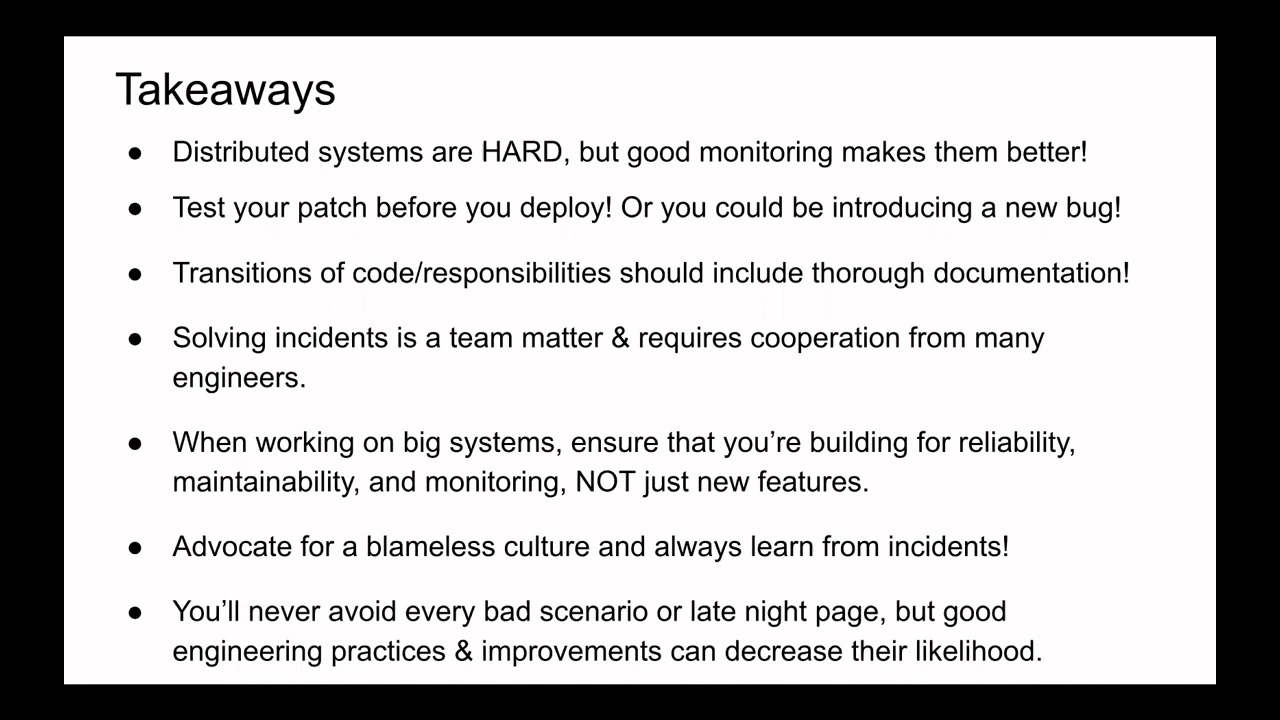 Takeaways
● Distributed systems are HARD, but good monitoring makes them better!
● Test your patch before you deploy! Or you could be introducing a new bug!
● Transitions of code/responsibilities should include thorough documentation!
● Solving incidents is a team matter & requires cooperation from many
engineers.
● When working on big systems, ensure that you’re building for reliability,
maintainability, and monitoring, NOT just new features.
● Advocate for a blameless culture and always learn from incidents!
● You’ll never avoid every bad scenario or late night page, but good
engineering practices & improvements can decrease their likelihood.